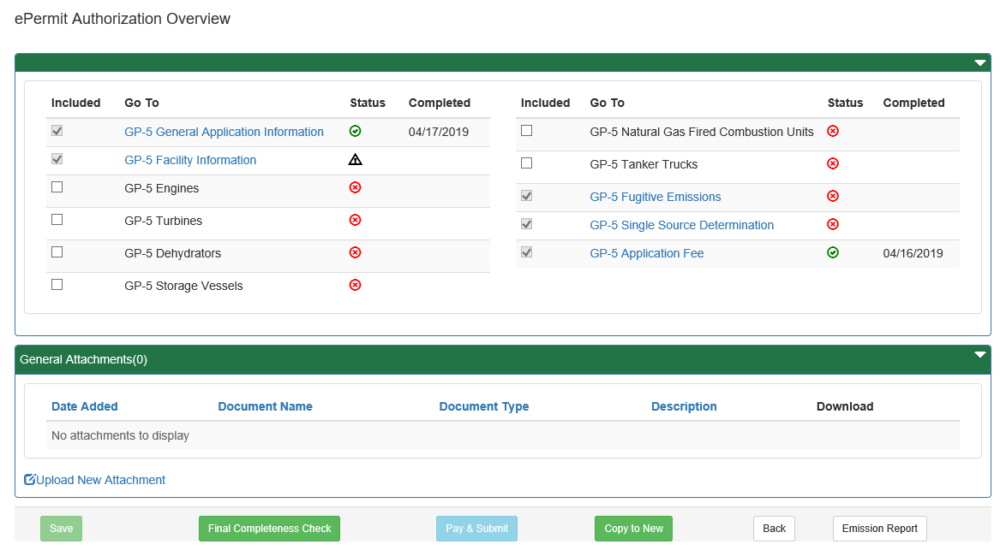 ePermit Authorization Overview
Included Go To Status Completed
GP-5 General Application Information 04/17/2019
GP-5 Facility Information
GP-5 Engines
GP-5 Turbines
GP-5 Dehydrators
GP-5 Storage Vessels
Included Go To Status Completed
GP-5 Natural Gas Fired Combustion Units
GP-5 Tanker Trucks
GP-5 Fugitive Emissions
GP-5 Single Source Determination
GP-5 Application Fee 04/16/2019
General Attachments(0)
Date Added Document Name Document Type Description Download
No attachments to display
Upload New Attachment
Save Final Completeness Check Pay & Submit Copy to New Back Emission Report